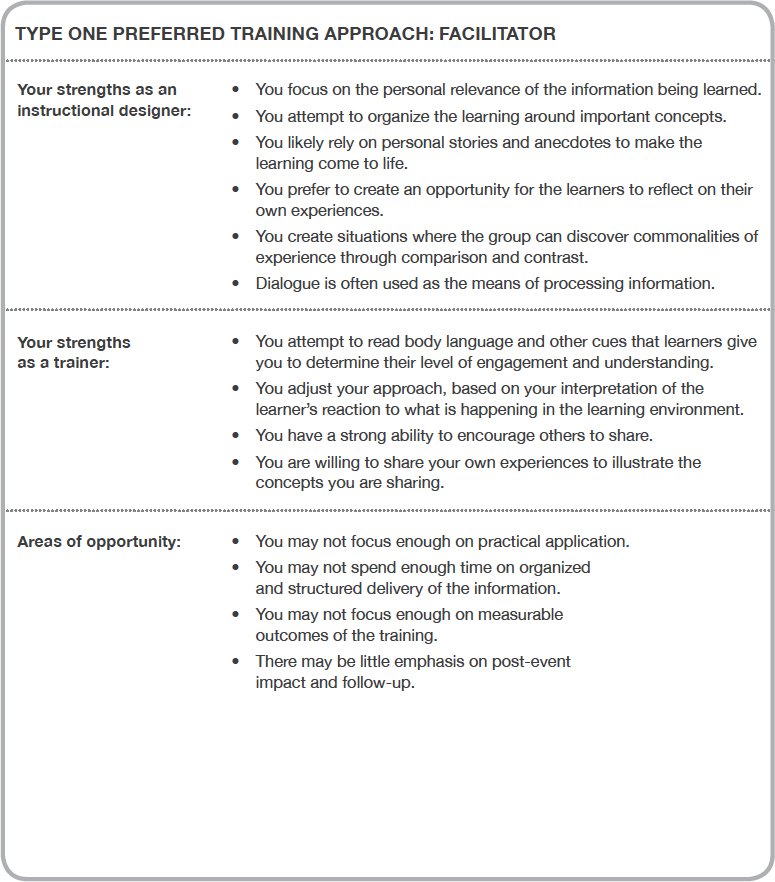 TYPE ONE PREFERRED TRAINING APPROACH: FACILITATOR
Your strengths as an
instructional designer:
• You focus on the personal relevance of the information being learned.
• You attempt to organize the learning around important concepts.
• You likely rely on personal stories and anecdotes to make the
learning come to life.
• You prefer to create an opportunity for the learners to reflect on their
own experiences.
• You create situations where the group can discover commonalities of
experience through comparison and contrast.
• Dialogue is often used as the means of processing information.
Your strengths
as a trainer:
• You attempt to read body language and other cues that learners give
you to determine their level of engagement and understanding.
• You adjust your approach, based on your interpretation of the
learner’s reaction to what is happening in the learning environment.
• You have a strong ability to encourage others to share.
• You are willing to share your own experiences to illustrate the
concepts you are sharing.
Areas of opportunity:
• You may not focus enough on practical application.
• You may not spend enough time on organized
and structured delivery of the information.
• You may not focus enough on measurable
outcomes of the training.
• There may be little emphasis on post-event
impact and follow-up.